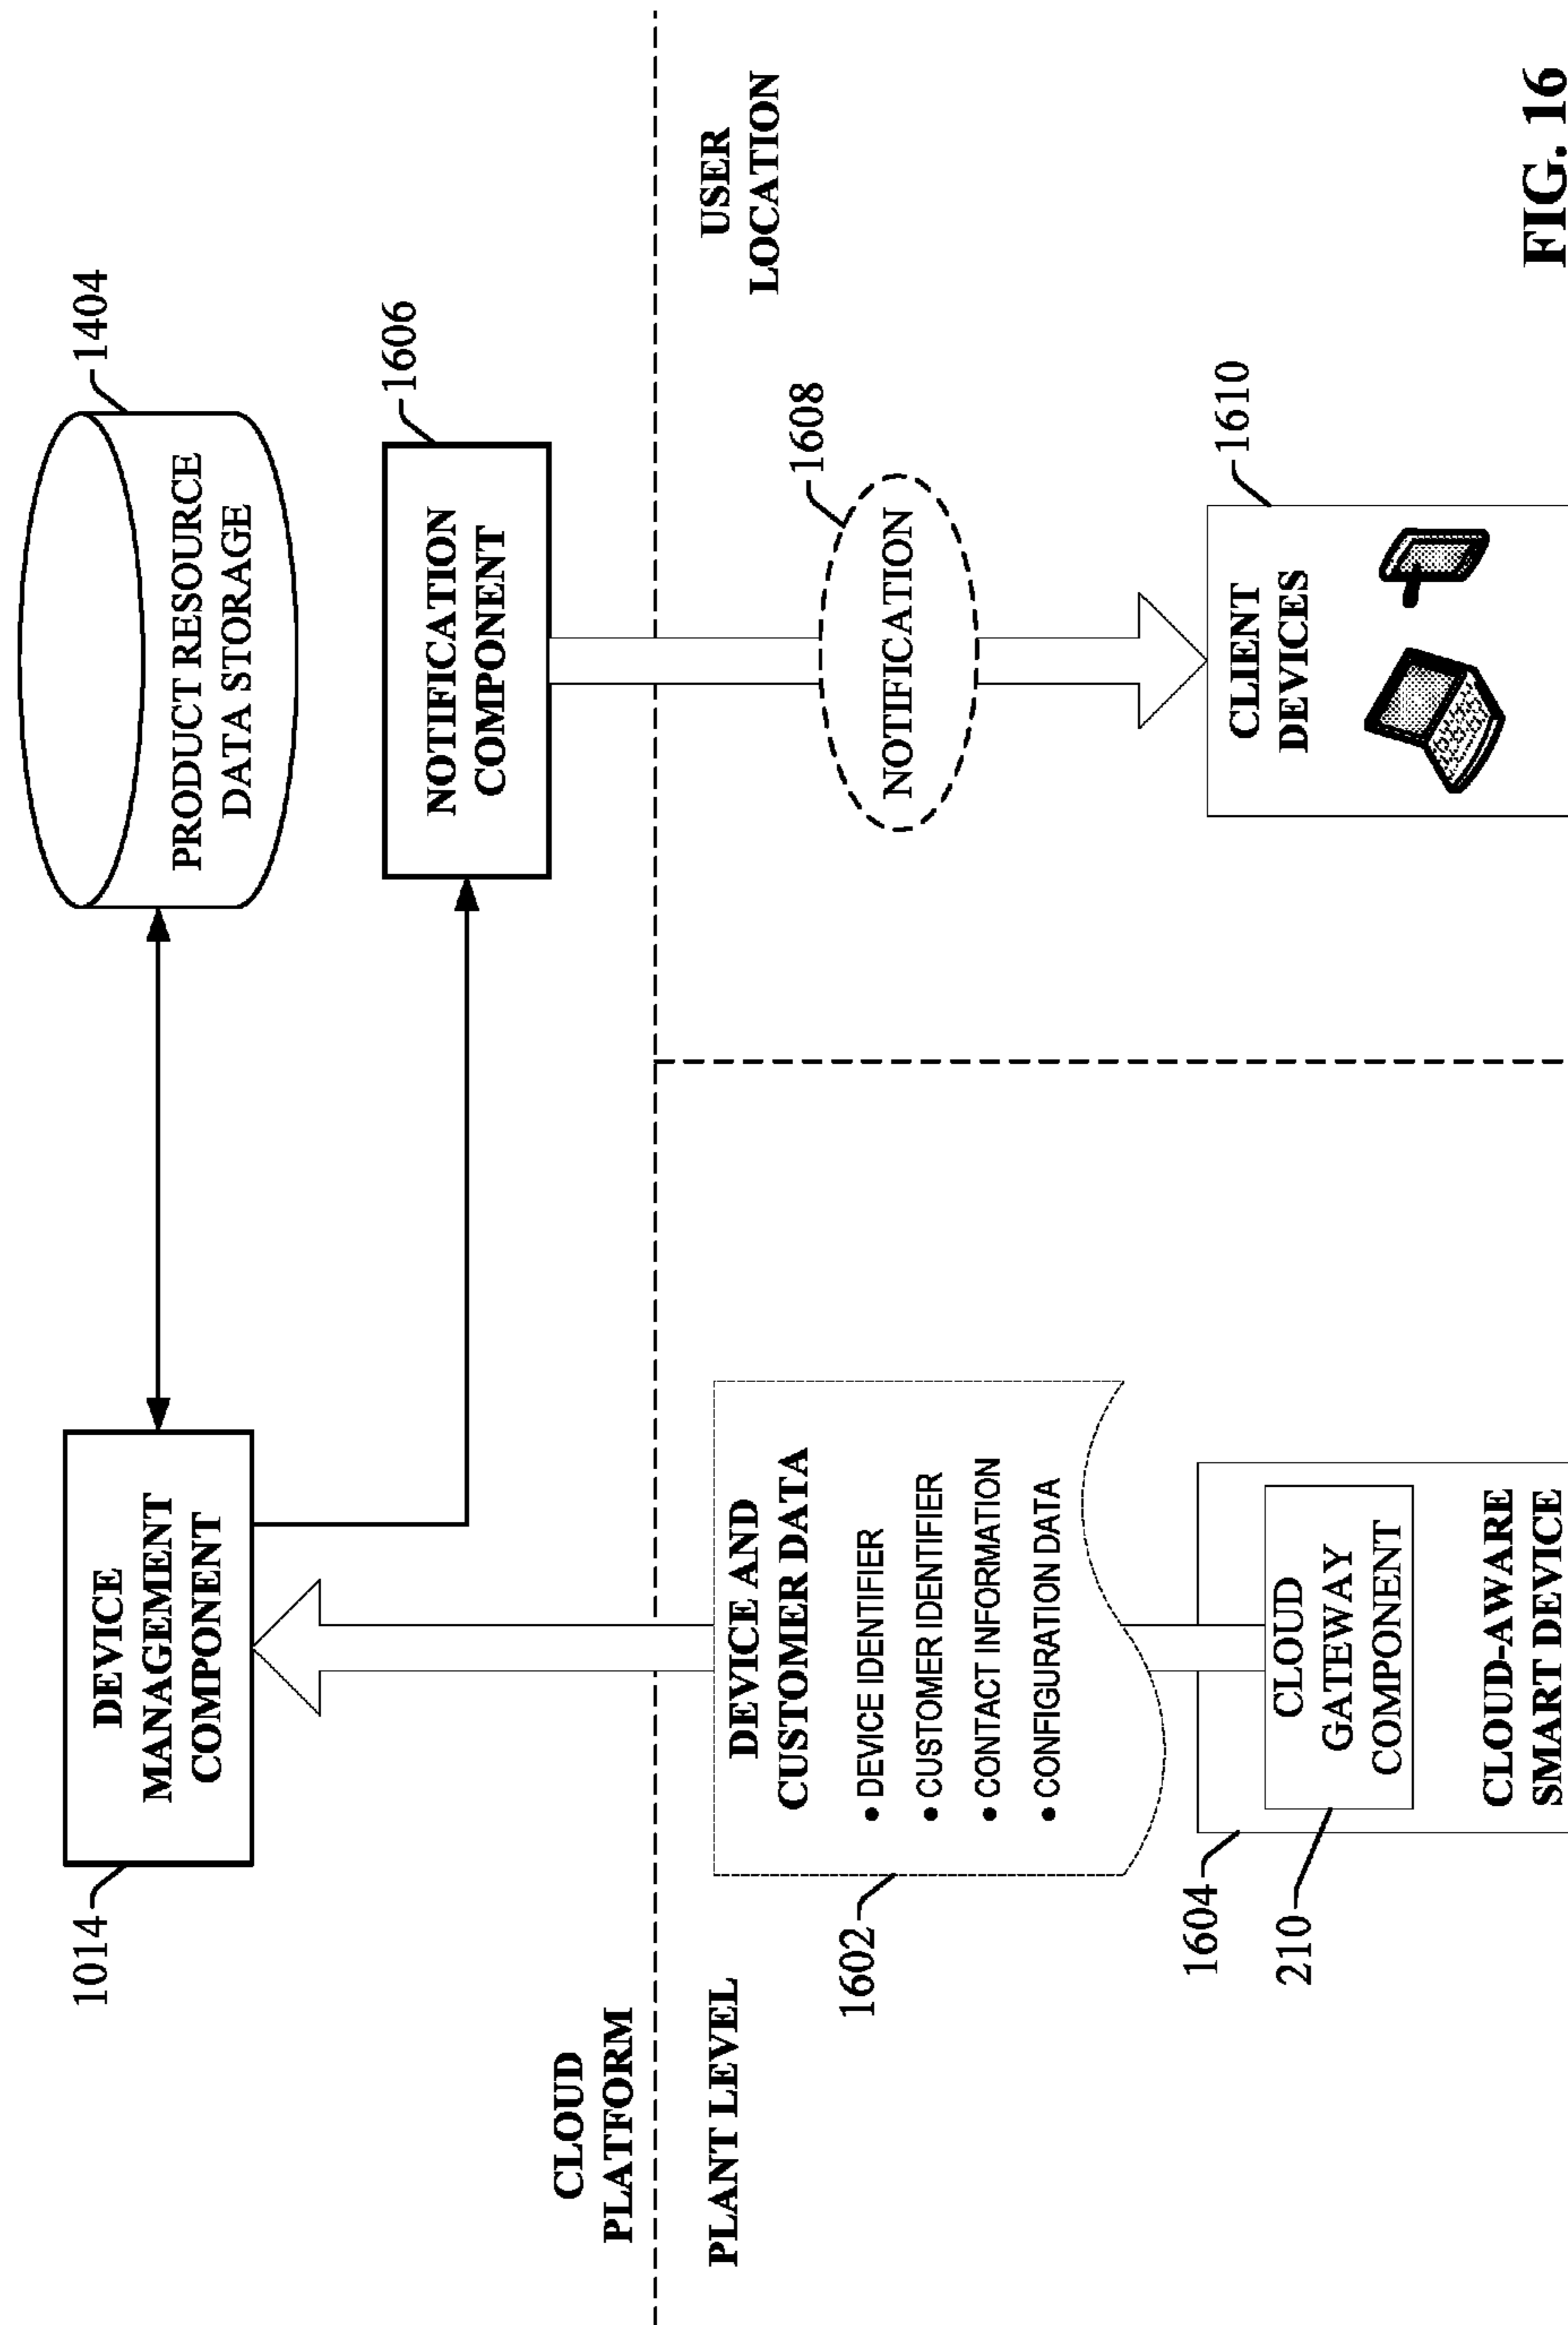 1014
DEVICE
MANAGEMENT
COMPONENT
1404
PRODUCT RESOURCE
DATA STORAGE
1606
NOTIFICATION
COMPONENT
CLOUD
PLATFORM
PLANT LEVEL
USER
LOCATION
1602
DEVICE AND
CUSTOMER DATA
• DEVICE IDENTIFIER
• CUSTOMER IDENTIFIER
• CONTACT INFORMATION
• CONFIGURATION DATA
1608
NOTIFICATION
1604
210
CLOUD
GATEWAY
COMPONENT
CLOUD-AWARE
SMART DEVICE
1610
CLIENT
DEVICES
FIG. 16